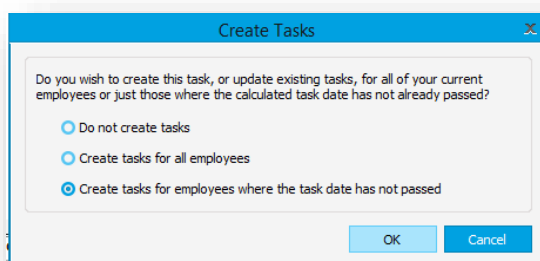 Create Tasks
Do you wish to create this task, or update existing tasks, for all of your current
employees or just those where the calculated task date has not already passed?
Do not create tasks
Create tasks for all employees
Create tasks for employees where the task date has not passed
OK Cancel